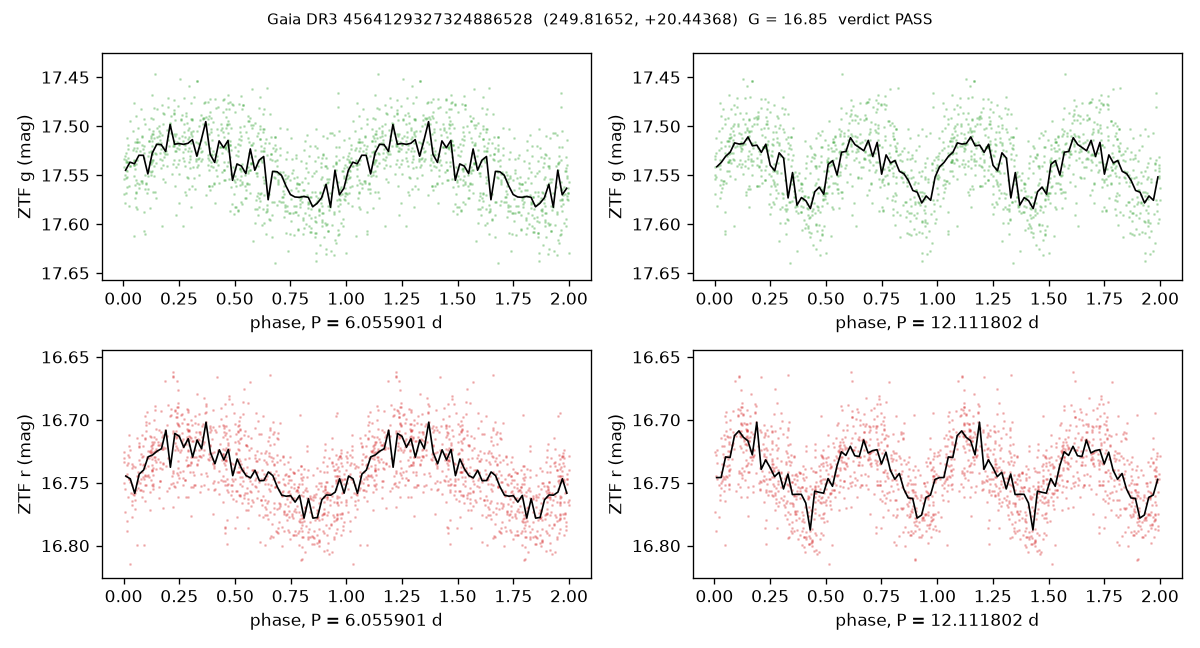 Gaia DR3 4564129327324886528 (249.81652, +20.44368) G = 16.85 verdict PASS
ZTF g (mag)
17.45
17.50
17.55
17.60
17.65
0.00 0.25 0.50 0.75 1.00 1.25 1.50 1.75 2.00
phase, P = 6.055901 d
ZTF g (mag)
17.45
17.50
17.55
17.60
17.65
0.00 0.25 0.50 0.75 1.00 1.25 1.50 1.75 2.00
phase, P = 12.111802 d
ZTF r (mag)
16.65
16.70
16.75
16.80
0.00 0.25 0.50 0.75 1.00 1.25 1.50 1.75 2.00
phase, P = 6.055901 d
ZTF r (mag)
16.65
16.70
16.75
16.80
0.00 0.25 0.50 0.75 1.00 1.25 1.50 1.75 2.00
phase, P = 12.111802 d